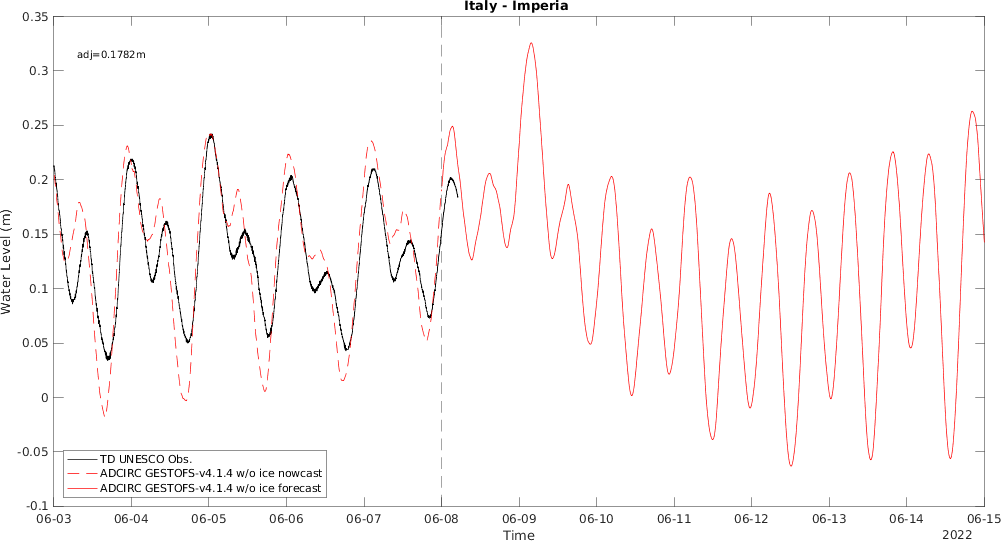 Italy - Imperia
0.35
0.3
0.25
0.2
0.15
0.1
0.05
0
-0.05
-0.1
Water Level (m)
adj=0.1782m
TD UNESCO Obs.
ADCIRC GESTOFS-v4.1.4 w/o ice nowcast
ADCIRC GESTOFS-v4.1.4 w/o ice forecast
06-03 06-04 06-05 06-06 06-07 06-08 06-09 06-10 06-11 06-12 06-13 06-14 06-15
Time
2022